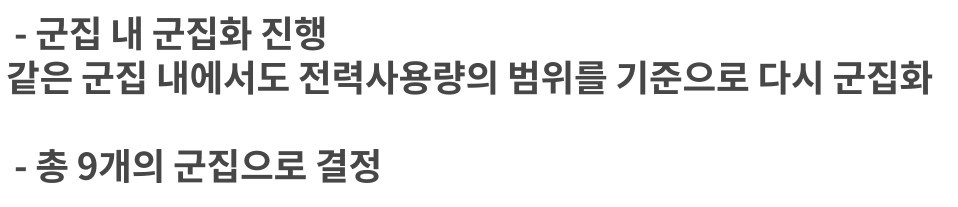 - 군집 내 군집화 진행
같은 군집 내에서도 전력사용량의 범위를 기준으로 다시 군집화
- 총 9개의 군집으로 결정